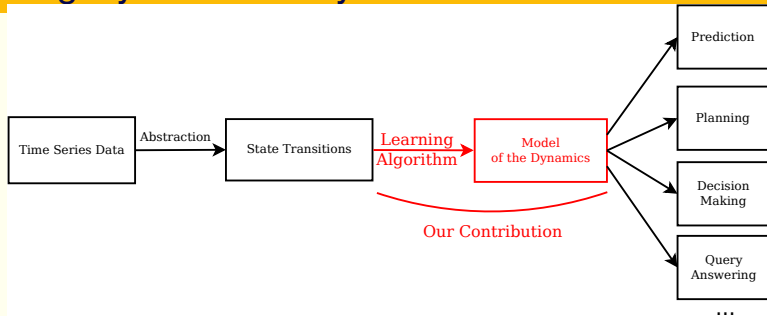 Prediction
Time Series Data
Abstraction
State Transitions
Learning
Algorithm
Model
of the Dynamics
Planning
Decision
Making
Our Contribution
Query
Answering
...